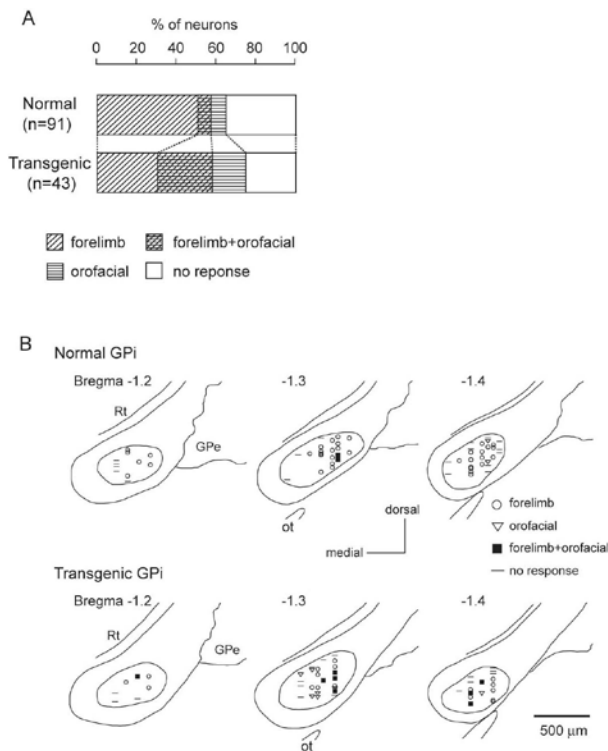 A
% of neurons
0 20 40 60 80 100
Normal
(n=91)
Transgenic
(n=43)
forelimb forelimb+orofacial
orofacial no reponse
B
Normal GPi
Bregma -1.2 -1.3 -1.4
Rt
GPe
ot
dorsal
medial
forelimb
orofacial
forelimb+orofacial
no response
Transgenic GPi
Bregma -1.2 -1.3 -1.4
Rt
GPe
ot
500 μm